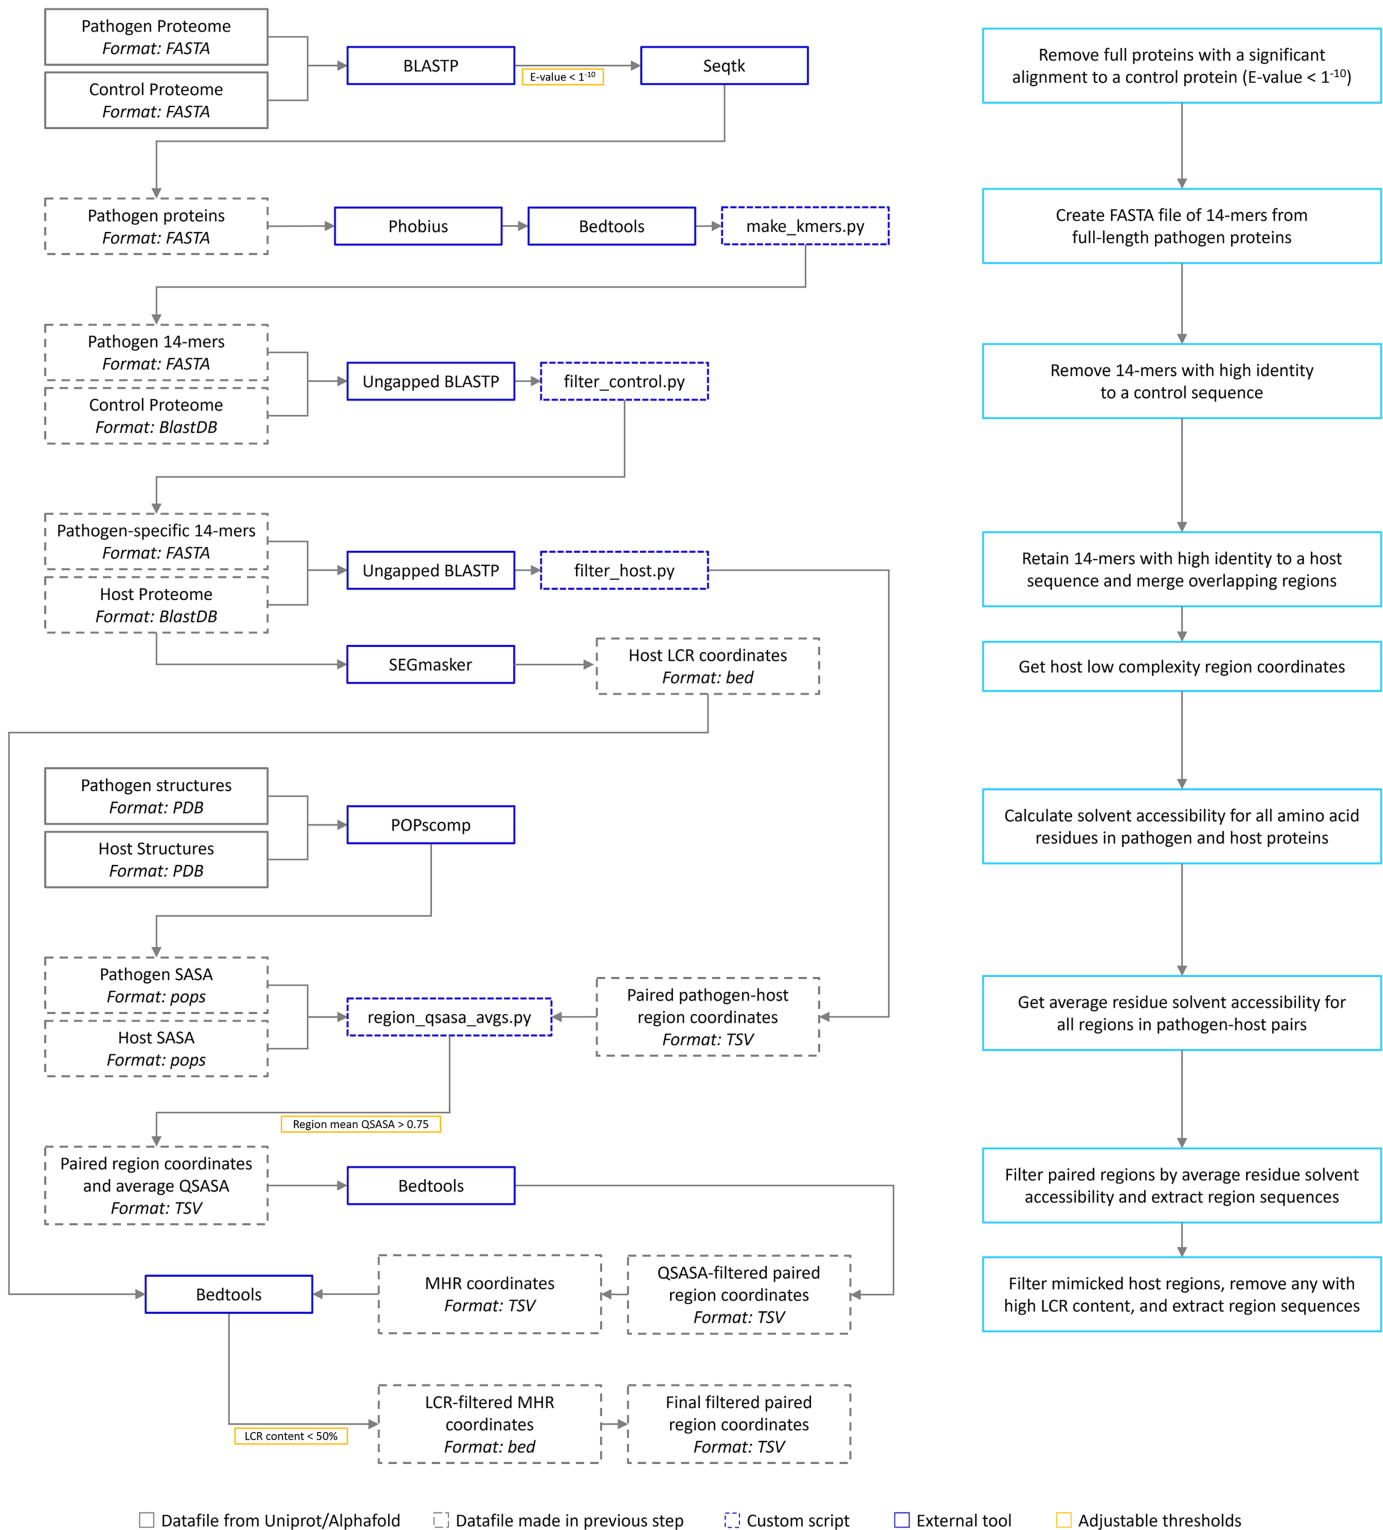 Pathogen Proteome
Format: FASTA
Control Proteome
Format: FASTA
BLASTP
E-value < 1⁻¹⁰
Seqtk
Remove full proteins with a significant
alignment to a control protein (E-value < 1⁻¹⁰)
Pathogen proteins
Format: FASTA
Phobius
Bedtools
make_kmers.py
Create FASTA file of 14-mers from
full-length pathogen proteins
Pathogen 14-mers
Format: FASTA
Control Proteome
Format: BlastDB
Ungapped BLASTP
filter_control.py
Remove 14-mers with high identity
to a control sequence
Pathogen-specific 14-mers
Format: FASTA
Host Proteome
Format: BlastDB
Ungapped BLASTP
filter_host.py
Retain 14-mers with high identity to a host
sequence and merge overlapping regions
SEGmasker
Host LCR coordinates
Format: bed
Get host low complexity region coordinates
Pathogen structures
Format: PDB
Host Structures
Format: PDB
POPscomp
Calculate solvent accessibility for all amino acid
residues in pathogen and host proteins
Pathogen SASA
Format: pops
Host SASA
Format: pops
region_qsasa_avgs.py
Paired pathogen-host
region coordinates
Format: TSV
Get average residue solvent accessibility for
all regions in pathogen-host pairs
Region mean QSASA > 0.75
Paired region coordinates
and average QSASA
Format: TSV
Bedtools
Filter paired regions by average residue solvent
accessibility and extract region sequences
Bedtools
MHR coordinates
Format: TSV
QSASA-filtered paired
region coordinates
Format: TSV
Filter mimicked host regions, remove any with
high LCR content, and extract region sequences
LCR content < 50%
LCR-filtered MHR
coordinates
Format: bed
Final filtered paired
region coordinates
Format: TSV
Datafile from Uniprot/Alphafold
Datafile made in previous step
Custom script
External tool
Adjustable thresholds